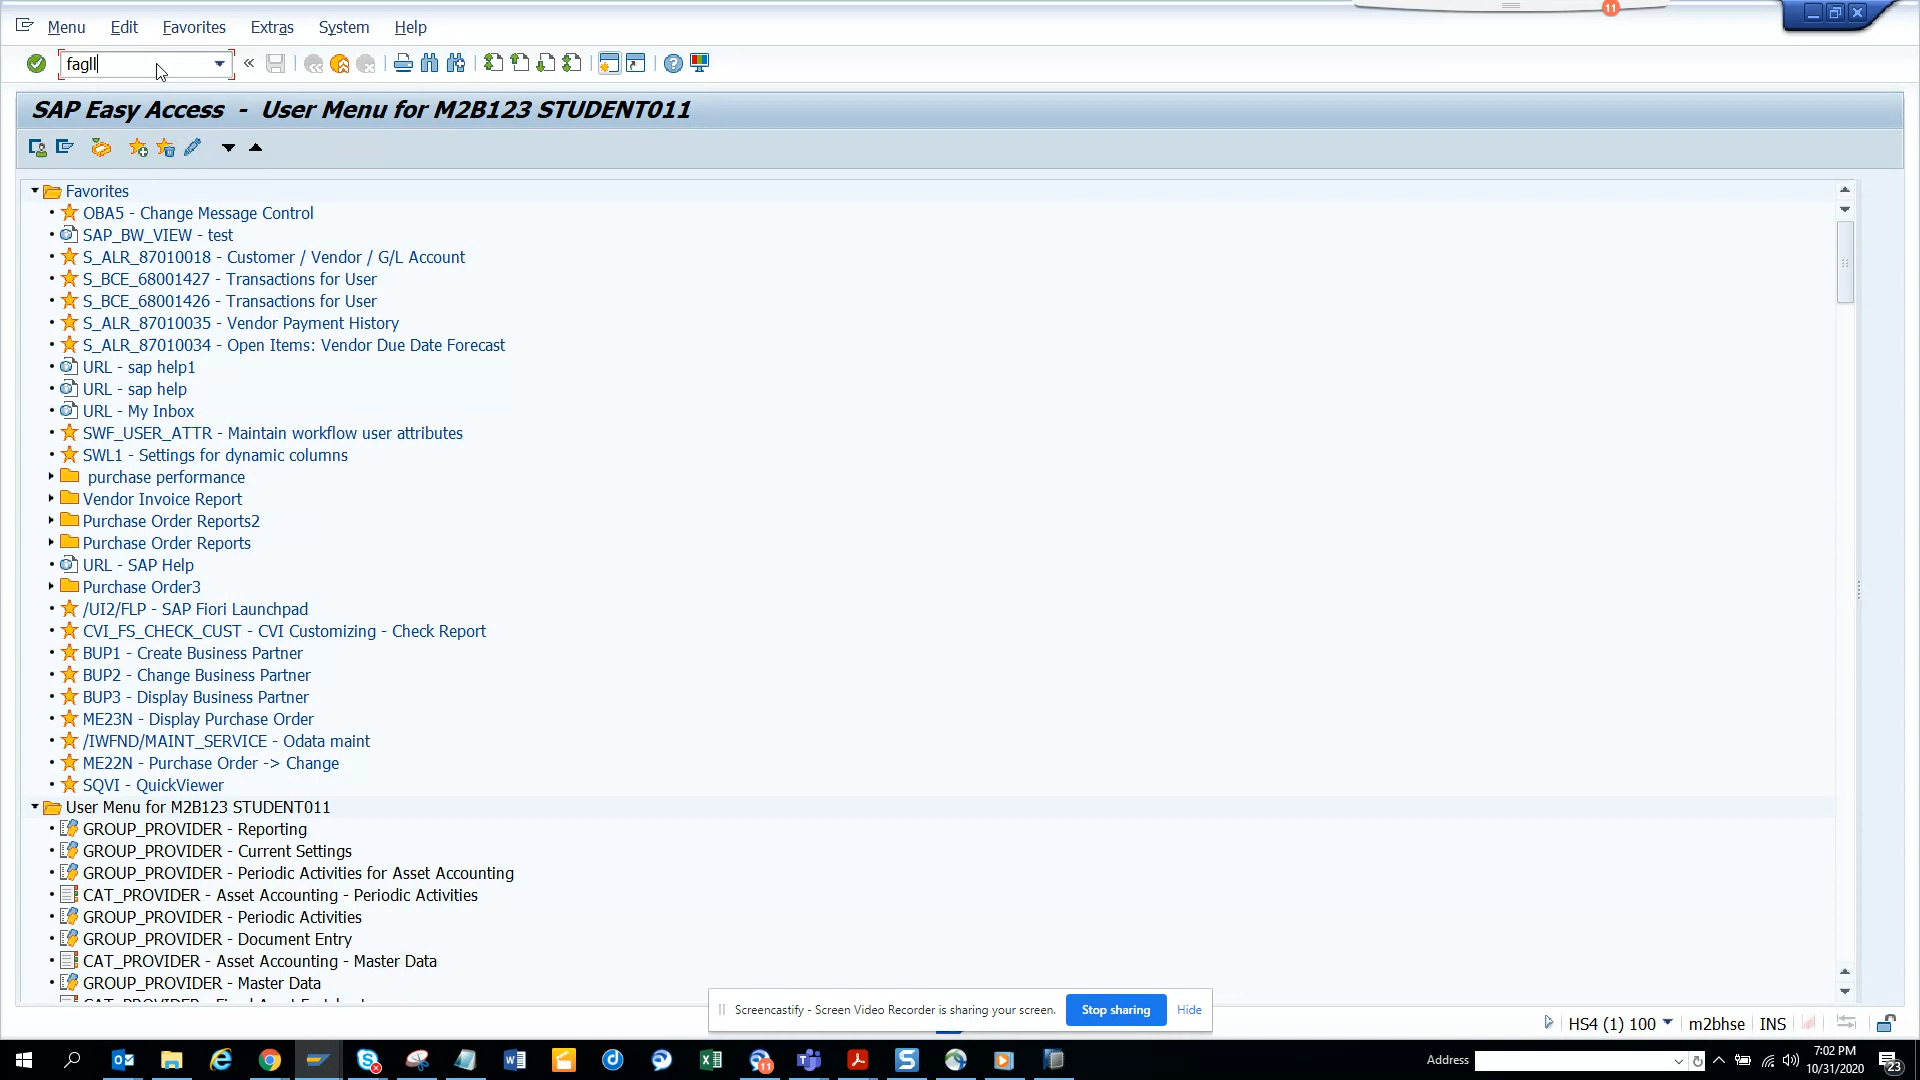 11
Menu Edit Favorites Extras System Help
fagll
SAP Easy Access - User Menu for M2B123 STUDENT011
Favorites
OBA5 - Change Message Control
SAP_BW_VIEW - test
S_ALR_87010018 - Customer / Vendor / G/L Account
S_BCE_68001427 - Transactions for User
S_BCE_68001426 - Transactions for User
S_ALR_87010035 - Vendor Payment History
S_ALR_87010034 - Open Items: Vendor Due Date Forecast
URL - sap help1
URL - sap help
URL - My Inbox
SWF_USER_ATTR - Maintain workflow user attributes
SWL1 - Settings for dynamic columns
purchase performance
Vendor Invoice Report
Purchase Order Reports2
Purchase Order Reports
URL - SAP Help
Purchase Order3
/UI2/FLP - SAP Fiori Launchpad
CVI_FS_CHECK_CUST - CVI Customizing - Check Report
BUP1 - Create Business Partner
BUP2 - Change Business Partner
BUP3 - Display Business Partner
ME23N - Display Purchase Order
/IWFND/MAINT_SERVICE - Odata maint
ME22N - Purchase Order -> Change
SQVI - QuickViewer
User Menu for M2B123 STUDENT011
GROUP_PROVIDER - Reporting
GROUP_PROVIDER - Current Settings
GROUP_PROVIDER - Periodic Activities for Asset Accounting
CAT_PROVIDER - Asset Accounting - Periodic Activities
GROUP_PROVIDER - Periodic Activities
GROUP_PROVIDER - Document Entry
CAT_PROVIDER - Asset Accounting - Master Data
GROUP_PROVIDER - Master Data
Screencastify - Screen Video Recorder is sharing your screen. Stop sharing Hide
HS4 (1) 100 m2bhse INS
11
Address
7:02 PM
10/31/2020
23